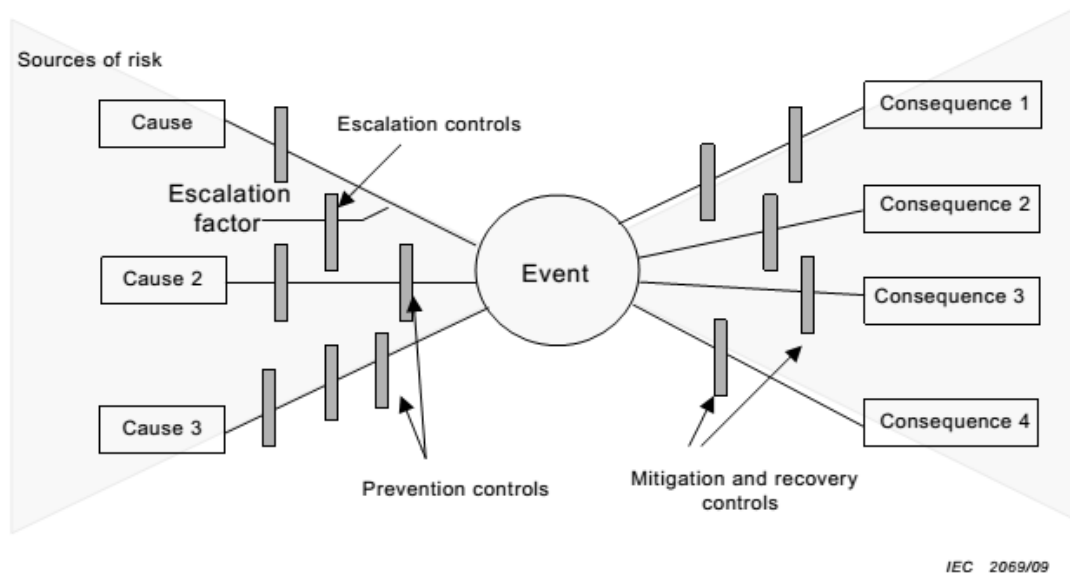 Sources of risk
Cause
Escalation controls
Escalation
factor
Cause 2
Cause 3
Prevention controls
Event
Consequence 1
Consequence 2
Consequence 3
Consequence 4
Mitigation and recovery
controls
IEC 2069/09